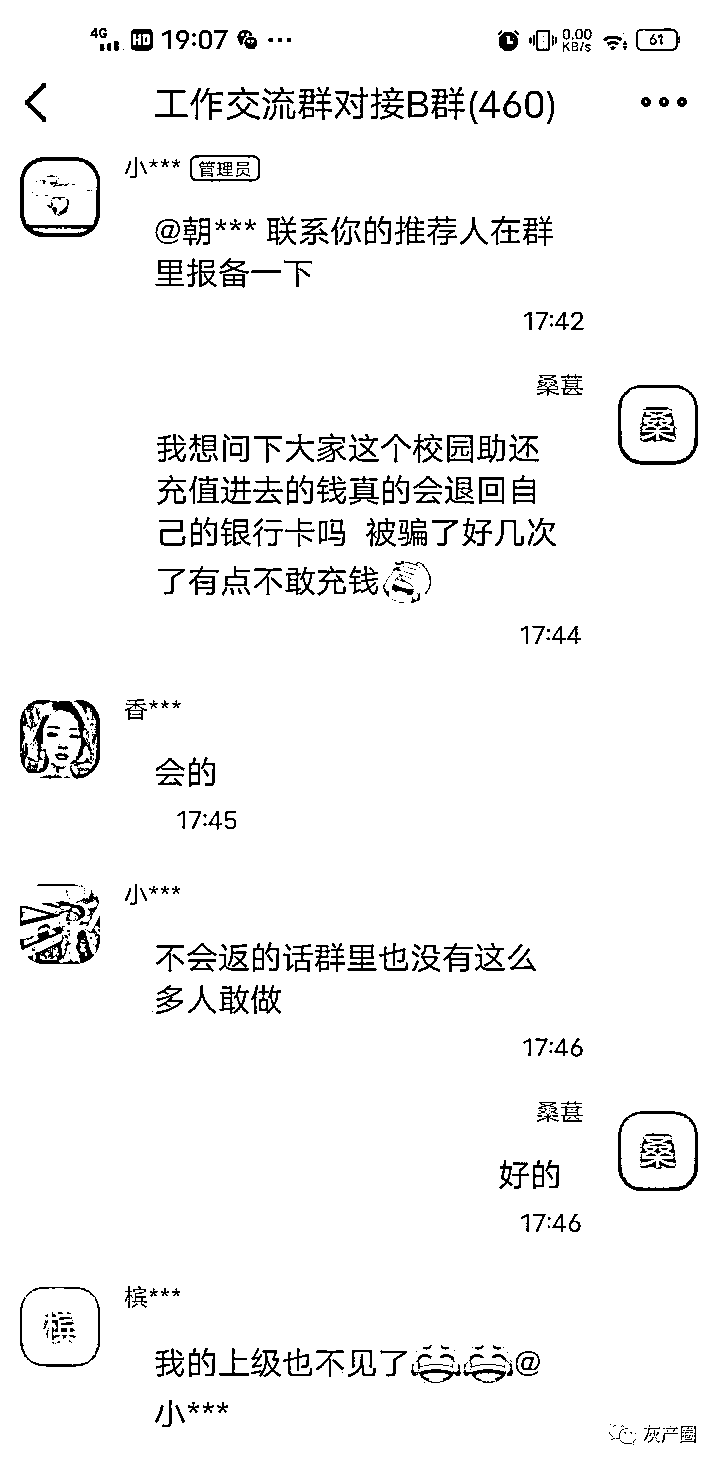 4G HD 19:07 ··· 0.00 KB/s 61
工作交流群对接B群(460)
小*** 管理员
@朝*** 联系你的推荐人在群
里报备一下
17:42
桑葚
桑
我想问下大家这个校园助还
充值进去的钱真的会退回自
己的银行卡吗 被骗了好几次
了有点不敢充钱
17:44
香***
会的
17:45
小***
不会返的话群里也没有这么
多人敢做
17:46
桑葚
桑
好的
17:46
槟***
槟
我的上级也不见了@
小***
灰产圈